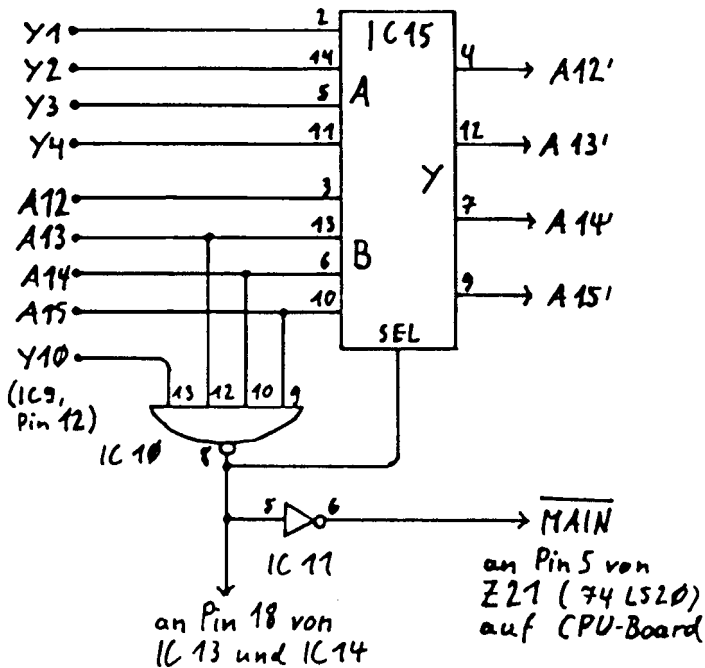 Y1 2 IC15
Y2 14 4 A12'
Y3 5 A
Y4 11 12 A13'
Y
A12 3
A13 13 7 A14'
A14 6 B
A15 10 9 A15'
SEL
Y10
(IC9, 13 12 10 9
Pin 12)
IC10 8
5 6 MAIN
IC11
an Pin 18 von
IC13 und IC14
an Pin 5 von
Z21 (74LS20)
auf CPU-Board